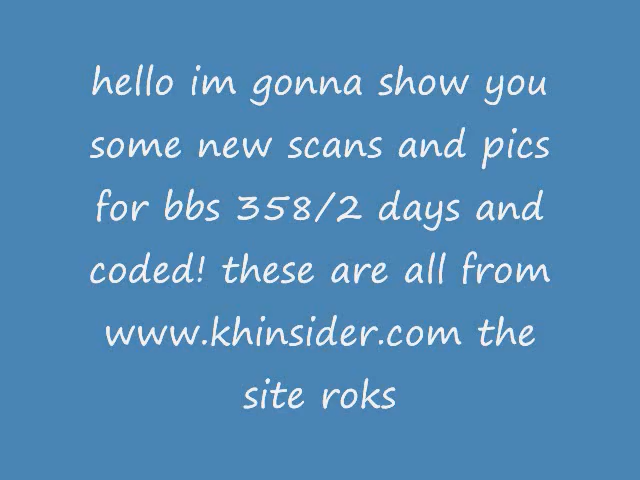 hello im gonna show you
some new scans and pics
for bbs 358/2 days and
coded! these are all from
www.khinsider.com the
site roks